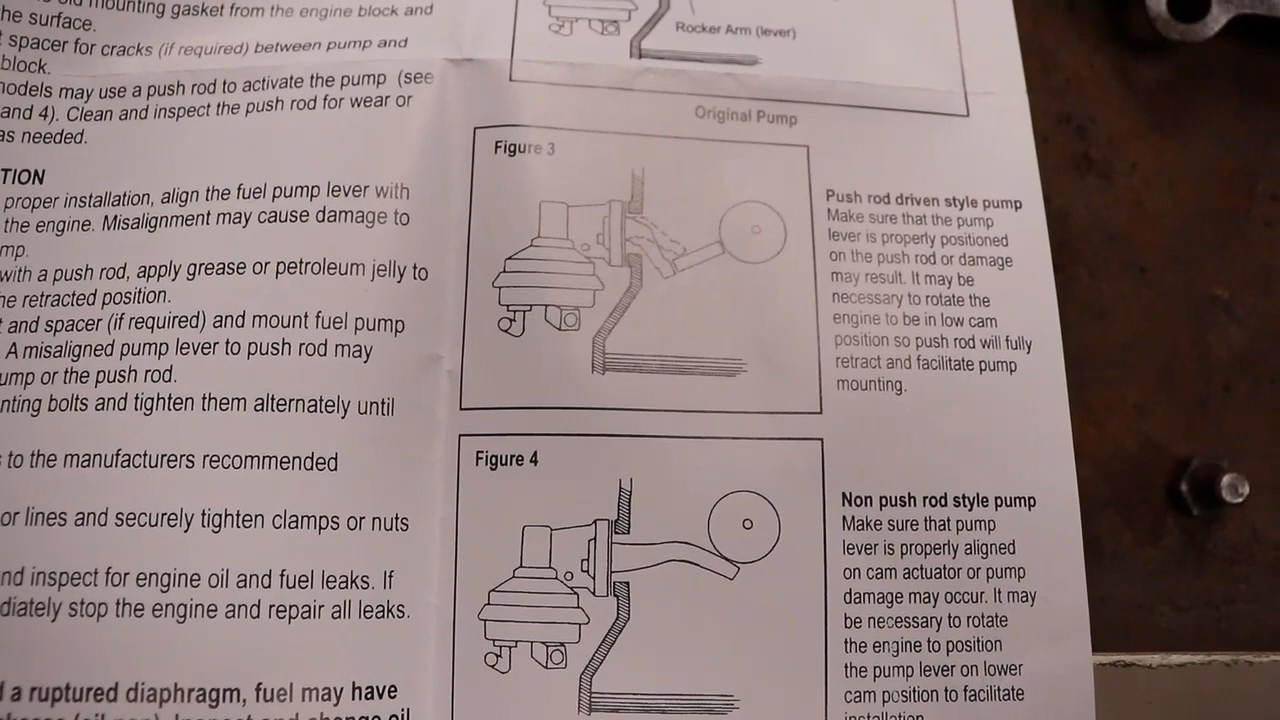 mounting gasket from the engine block and
he surface.
spacer for cracks (if required) between pump and
block.
models may use a push rod to activate the pump (see
and 4). Clean and inspect the push rod for wear or
as needed.
TION
proper installation, align the fuel pump lever with
the engine. Misalignment may cause damage to
mp.
with a push rod, apply grease or petroleum jelly to
he retracted position.
t and spacer (if required) and mount fuel pump
A misaligned pump lever to push rod may
ump or the push rod.
nting bolts and tighten them alternately until
s to the manufacturers recommended
or lines and securely tighten clamps or nuts
nd inspect for engine oil and fuel leaks. If
diately stop the engine and repair all leaks.
a ruptured diaphragm, fuel may have
Rocker Arm (lever)
Original Pump
Figure 3
Push rod driven style pump
Make sure that the pump
lever is properly positioned
on the push rod or damage
may result. It may be
necessary to rotate the
engine to be in low cam
position so push rod will fully
retract and facilitate pump
mounting.
Figure 4
Non push rod style pump
Make sure that pump
lever is properly aligned
on cam actuator or pump
damage may occur. It may
be necessary to rotate
the engine to position
the pump lever on lower
cam position to facilitate
installation